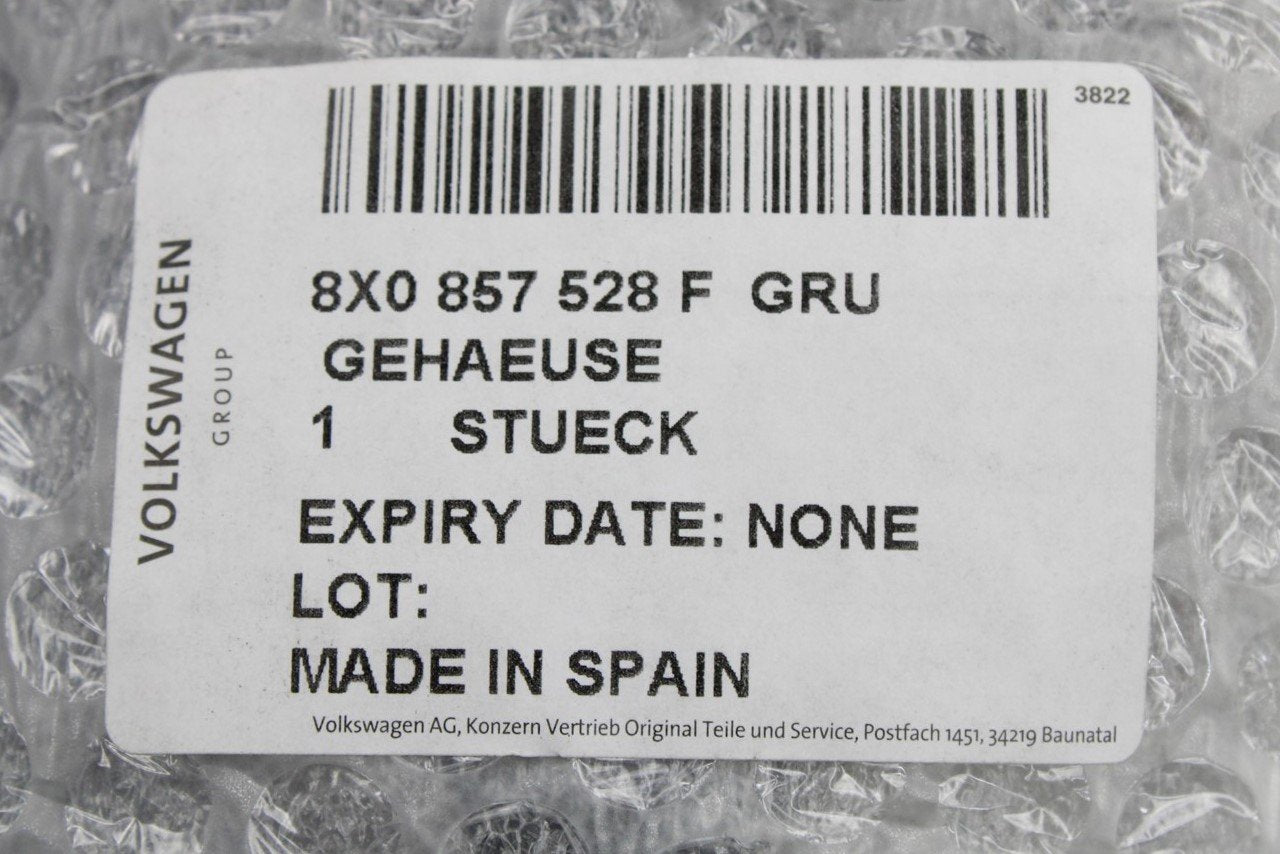 3822
8X0 857 528 F GRU
GEHAEUSE
1 STUECK
EXPIRY DATE: NONE
LOT:
MADE IN SPAIN
Volkswagen AG, Konzern Vertrieb Original Teile und Service, Postfach 1451, 34219 Baunatal
VOLKSWAGEN
GROUP